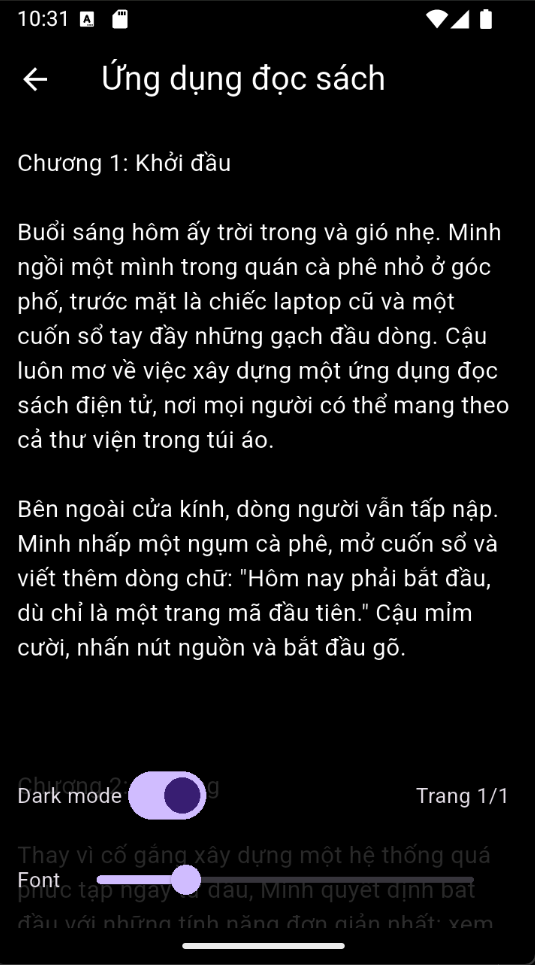 10:31
Ứng dụng đọc sách
Chương 1: Khởi đầu
Buổi sáng hôm ấy trời trong và gió nhẹ. Minh
ngồi một mình trong quán cà phê nhỏ ở góc
phố, trước mặt là chiếc laptop cũ và một
cuốn sổ tay đầy những gạch đầu dòng. Cậu
luôn mơ về việc xây dựng một ứng dụng đọc
sách điện tử, nơi mọi người có thể mang theo
cả thư viện trong túi áo.
Bên ngoài cửa kính, dòng người vẫn tấp nập.
Minh nhấp một ngụm cà phê, mở cuốn sổ và
viết thêm dòng chữ: "Hôm nay phải bắt đầu,
dù chỉ là một trang mã đầu tiên." Cậu mỉm
cười, nhấn nút nguồn và bắt đầu gõ.
Chương 2:
Dark mode
Trang 1/1
Thay vì cố gắng xây dựng một hệ thống quá
Font
phức tạp ngay từ đầu, Minh quyết định bắt
đầu với những tính năng đơn giản nhất: xem